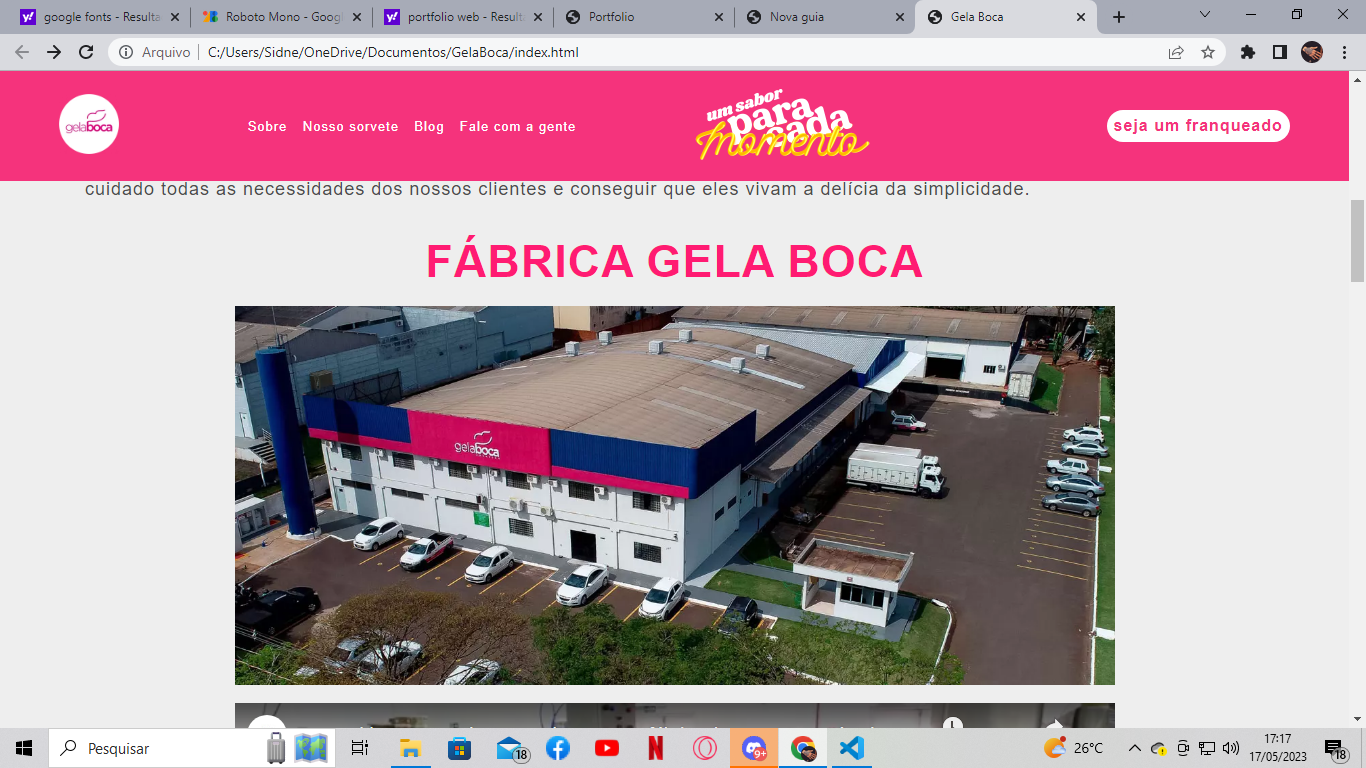 google fonts - Resulta
Roboto Mono - Googl
portfolio web - Result
Portfolio
Nova guia
Gela Boca
Arquivo
C:/Users/Sidne/OneDrive/Documentos/GelaBoca/index.html
gelaboca
Sobre
Nosso sorvete
Blog
Fale com a gente
um sabor
para
cada
momento
seja um franqueado
cuidado todas as necessidades dos nossos clientes e conseguir que eles vivam a delícia da simplicidade.
FÁBRICA GELA BOCA
gelaboca
Pesquisar
18
9+
26°C
17:17
17/05/2023
18